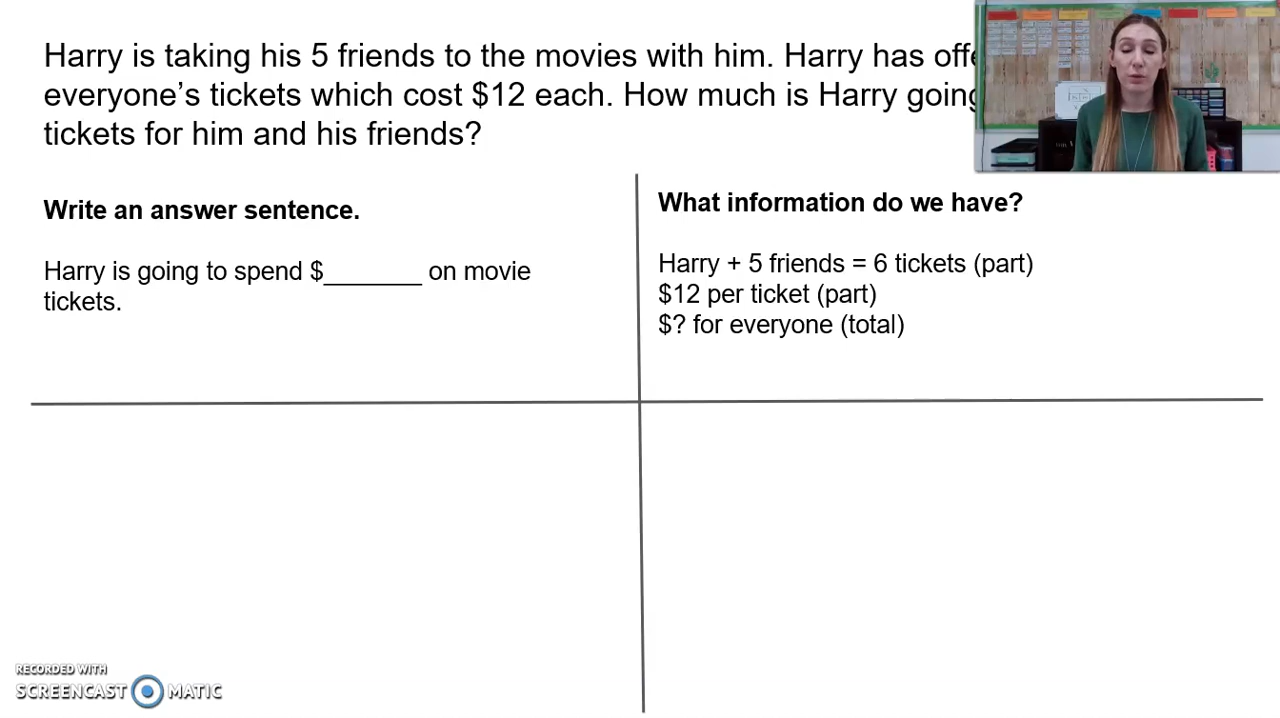 Harry is taking his 5 friends to the movies with him. Harry has
everyone's tickets which cost $12 each. How much is Harry going
tickets for him and his friends?
Write an answer sentence.
Harry is going to spend $_______ on movie
tickets.
What information do we have?
Harry + 5 friends = 6 tickets (part)
$12 per ticket (part)
$? for everyone (total)
RECORDED WITH
SCREENCAST MATIC